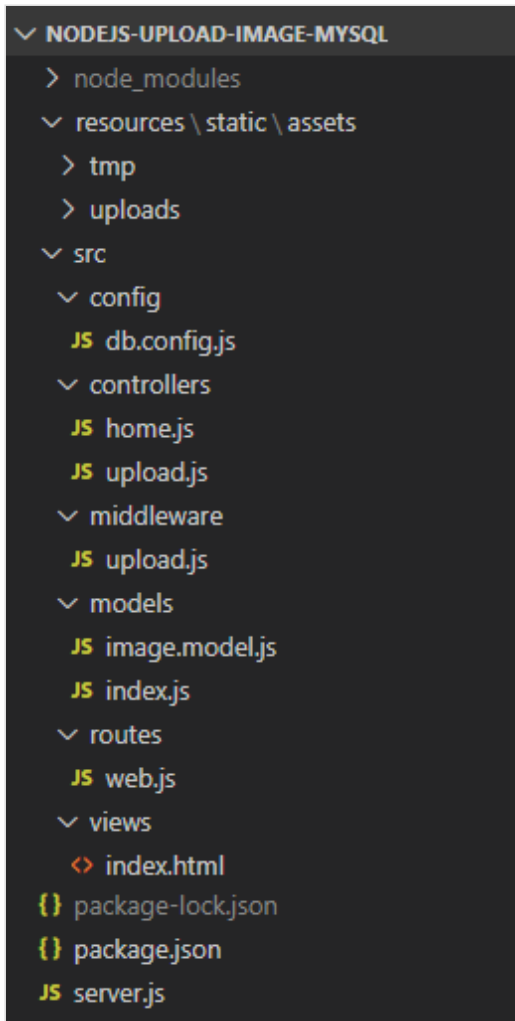 NODEJS-UPLOAD-IMAGE-MYSQL
node_modules
resources \ static \ assets
tmp
uploads
src
config
JS db.config.js
controllers
JS home.js
JS upload.js
middleware
JS upload.js
models
JS image.model.js
JS index.js
routes
JS web.js
views
<> index.html
{} package-lock.json
{} package.json
JS server.js